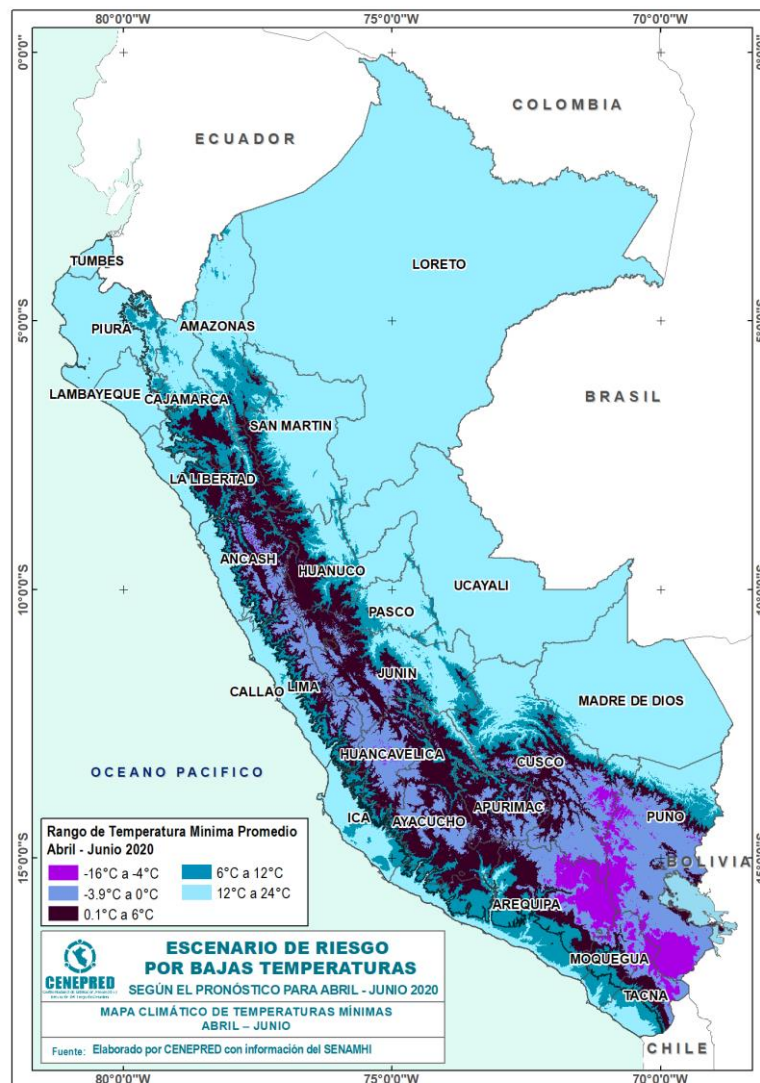 80°0'0"W 75°0'0"W 70°0'0"W
0°0'0"
COLOMBIA
ECUADOR
LORETO
TUMBES
5°0'0"S 5°0'0"S
PIURA AMAZONAS
LAMBAYEQUE CAJAMARCA
BRASIL
SAN MARTIN
LA LIBERTAD
ANCASH
HUANUCO
10°0'0"S
UCAYALI
PASCO
JUNIN
CALLAO LIMA
MADRE DE DIOS
HUANCAVELICA
CUSCO
OCEANO PACIFICO
APURIMAC
ICA AYACUCHO PUNO
Rango de Temperatura Minima Promedio
Abril - Junio 2020
-16°C a -4°C 6°C a 12°C
-3.9°C a 0°C 12°C a 24°C
0.1°C a 6°C
15°0'0"S
BOLIVIA
AREQUIPA
MOQUEGUA
TACNA
CHILE
CENEPRED
ESCENARIO DE RIESGO
POR BAJAS TEMPERATURAS
SEGÚN EL PRONÓSTICO PARA ABRIL - JUNIO 2020
MAPA CLIMÁTICO DE TEMPERATURAS MÍNIMAS
ABRIL – JUNIO
Fuente: Elaborado por CENEPRED con información del SENAMHI
80°0'0"W 75°0'0"W 70°0'0"W